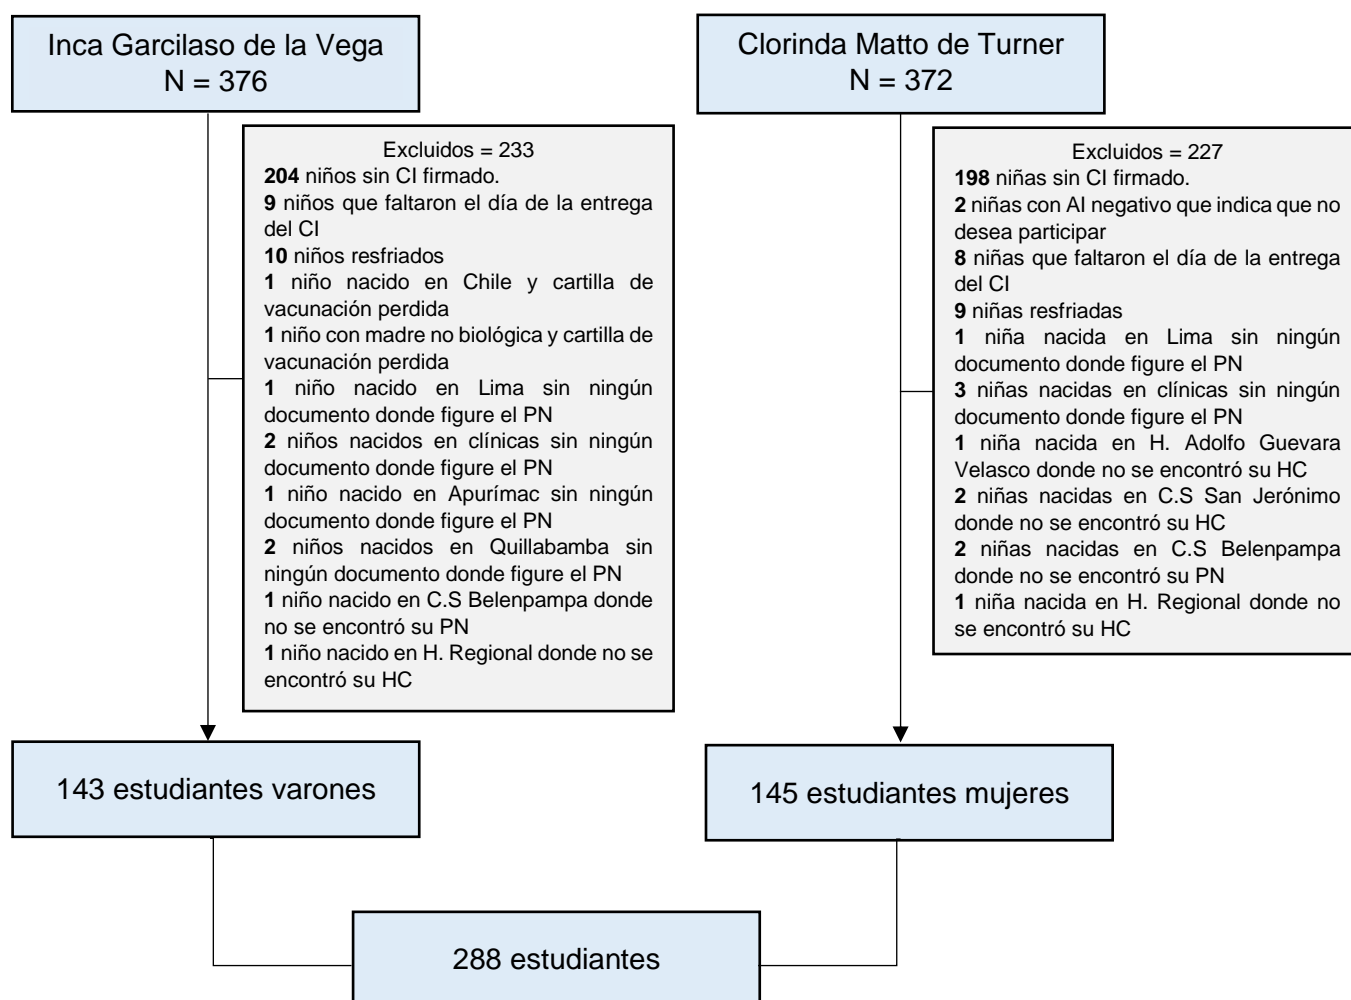 Inca Garcilaso de la Vega
N = 376
Clorinda Matto de Turner
N = 372
Excluidos = 233
204 niños sin CI firmado.
9 niños que faltaron el día de la entrega
del CI
10 niños resfriados
1 niño nacido en Chile y cartilla de
vacunación perdida
1 niño con madre no biológica y cartilla de
vacunación perdida
1 niño nacido en Lima sin ningún
documento donde figure el PN
2 niños nacidos en clínicas sin ningún
documento donde figure el PN
1 niño nacido en Apurímac sin ningún
documento donde figure el PN
2 niños nacidos en Quillabamba sin
ningún documento donde figure el PN
1 niño nacido en C.S Belenpampa donde
no se encontró su PN
1 niño nacido en H. Regional donde no se
encontró su HC
Excluidos = 227
198 niñas sin CI firmado.
2 niñas con AI negativo que indica que no
desea participar
8 niñas que faltaron el día de la entrega
del CI
9 niñas resfriadas
1 niña nacida en Lima sin ningún
documento donde figure el PN
3 niñas nacidas en clínicas sin ningún
documento donde figure el PN
1 niña nacida en H. Adolfo Guevara
Velasco donde no se encontró su HC
2 niñas nacidas en C.S San Jerónimo
donde no se encontró su HC
2 niñas nacidas en C.S Belenpampa
donde no se encontró su PN
1 niña nacida en H. Regional donde no
se encontró su HC
143 estudiantes varones
145 estudiantes mujeres
288 estudiantes